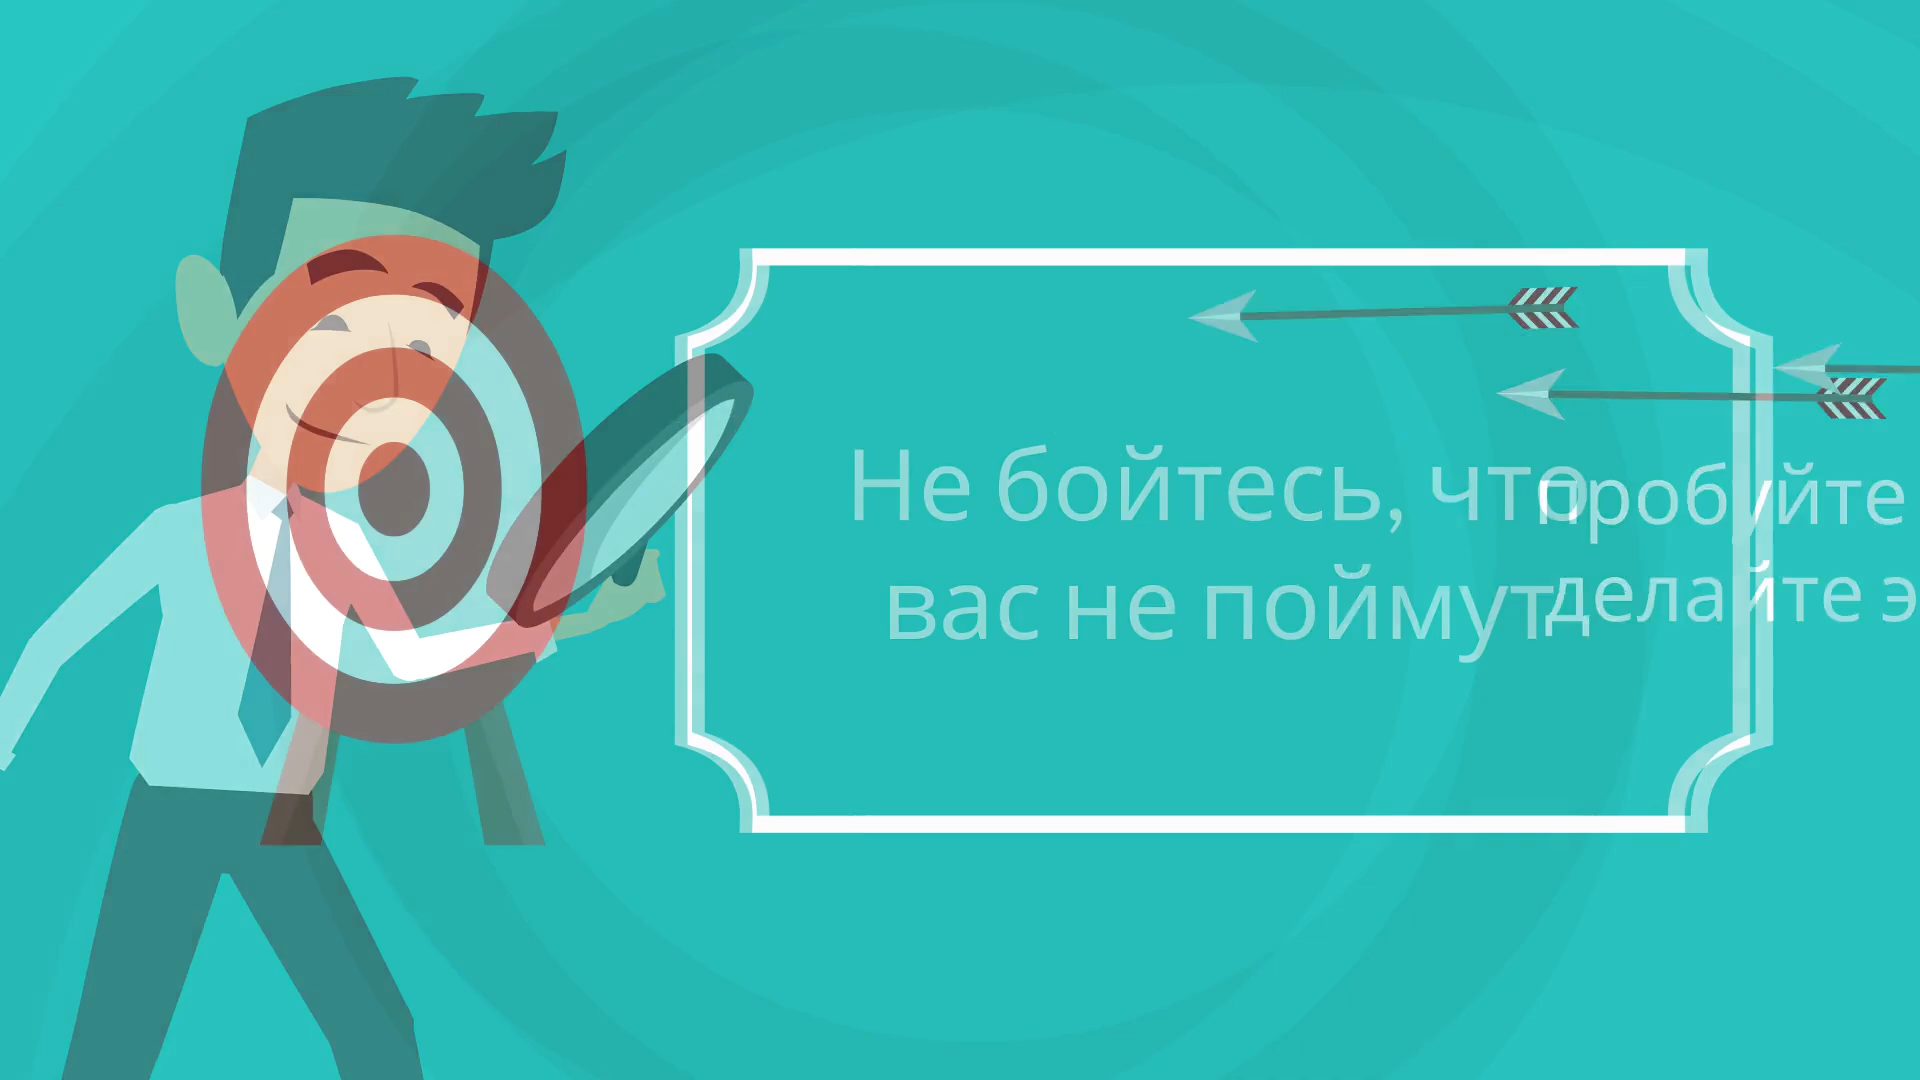 Не бойтесь, что
вас не поймут
пробуйте
делайте э